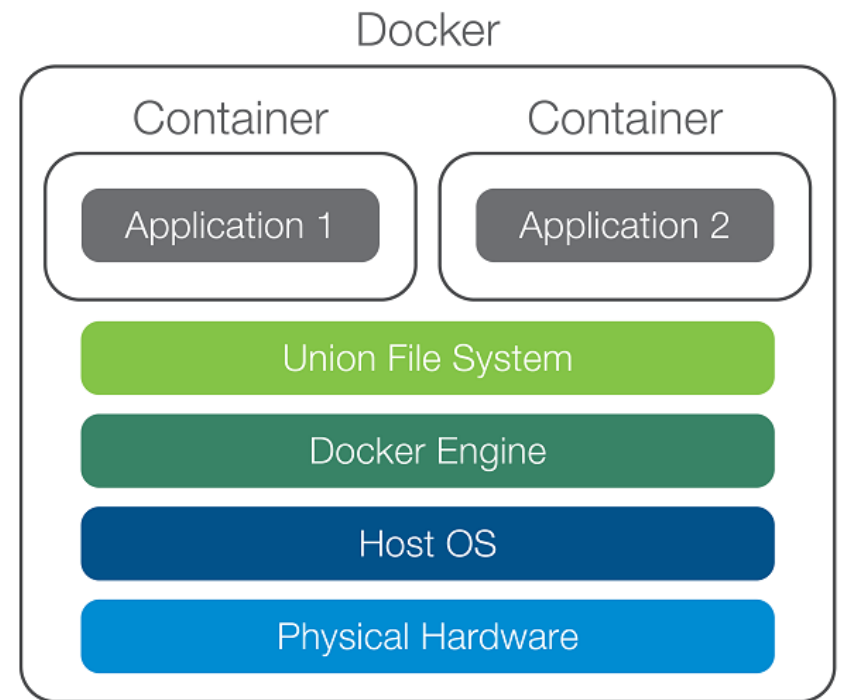 Docker
Container Container
Application 1 Application 2
Union File System
Docker Engine
Host OS
Physical Hardware